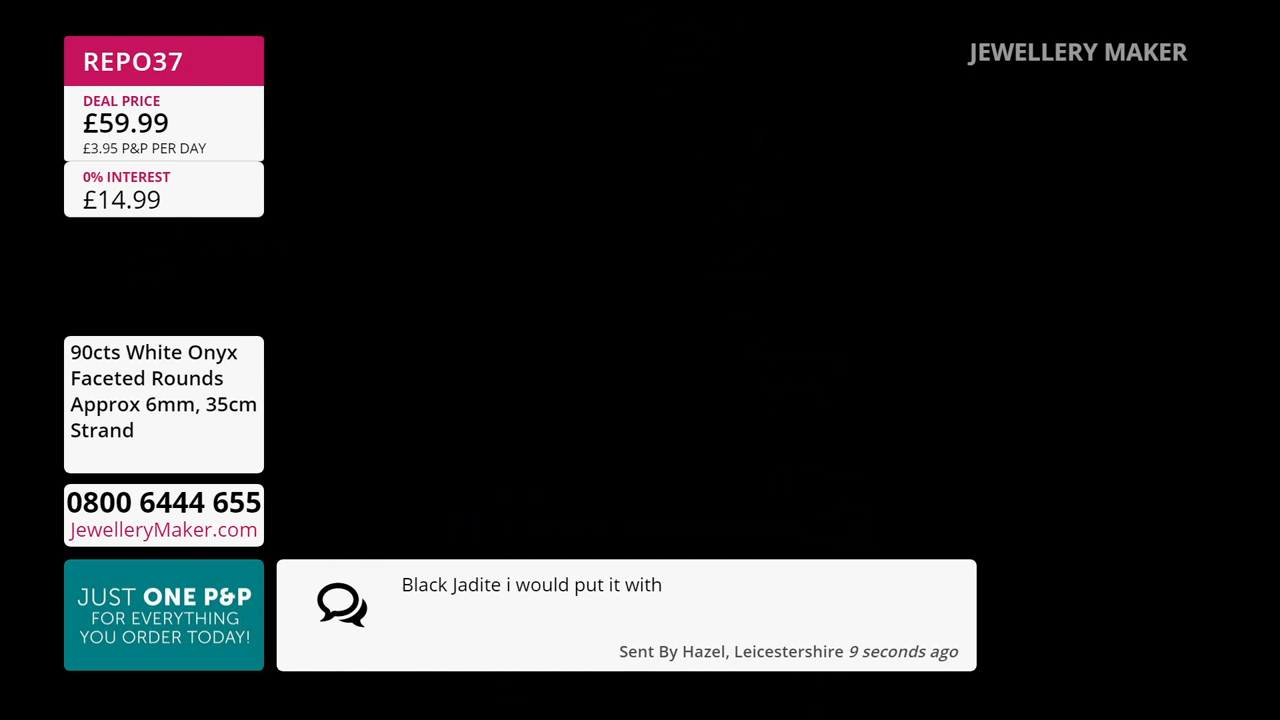 REPO37
DEAL PRICE
£59.99
£3.95 P&P PER DAY
0% INTEREST
£14.99
JEWELLERY MAKER
90cts White Onyx
Faceted Rounds
Approx 6mm, 35cm
Strand
0800 6444 655
JewelleryMaker.com
JUST ONE P&P
FOR EVERYTHING
YOU ORDER TODAY!
Black Jadite i would put it with
Sent By Hazel, Leicestershire 9 seconds ago